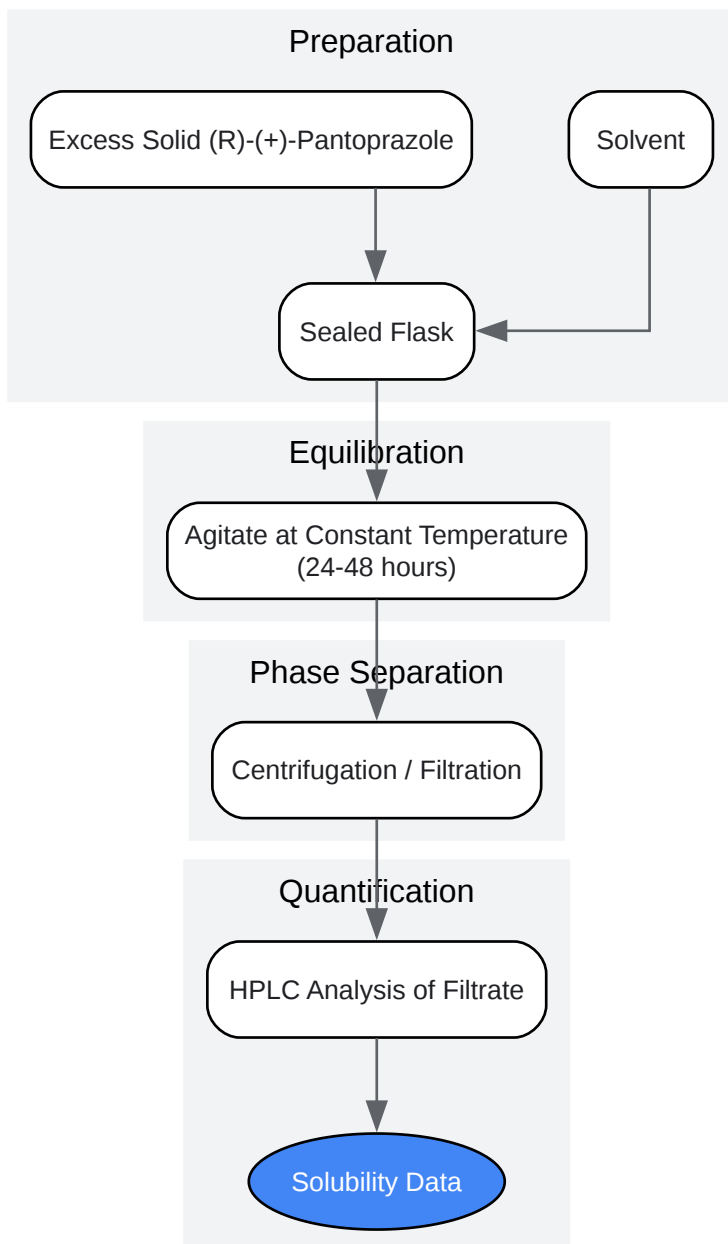 Preparation
Excess Solid (R)-(+)-Pantoprazole
Solvent
Sealed Flask
Equilibration
Agitate at Constant Temperature
(24-48 hours)
Phase Separation
Centrifugation / Filtration
Quantification
HPLC Analysis of Filtrate
Solubility Data